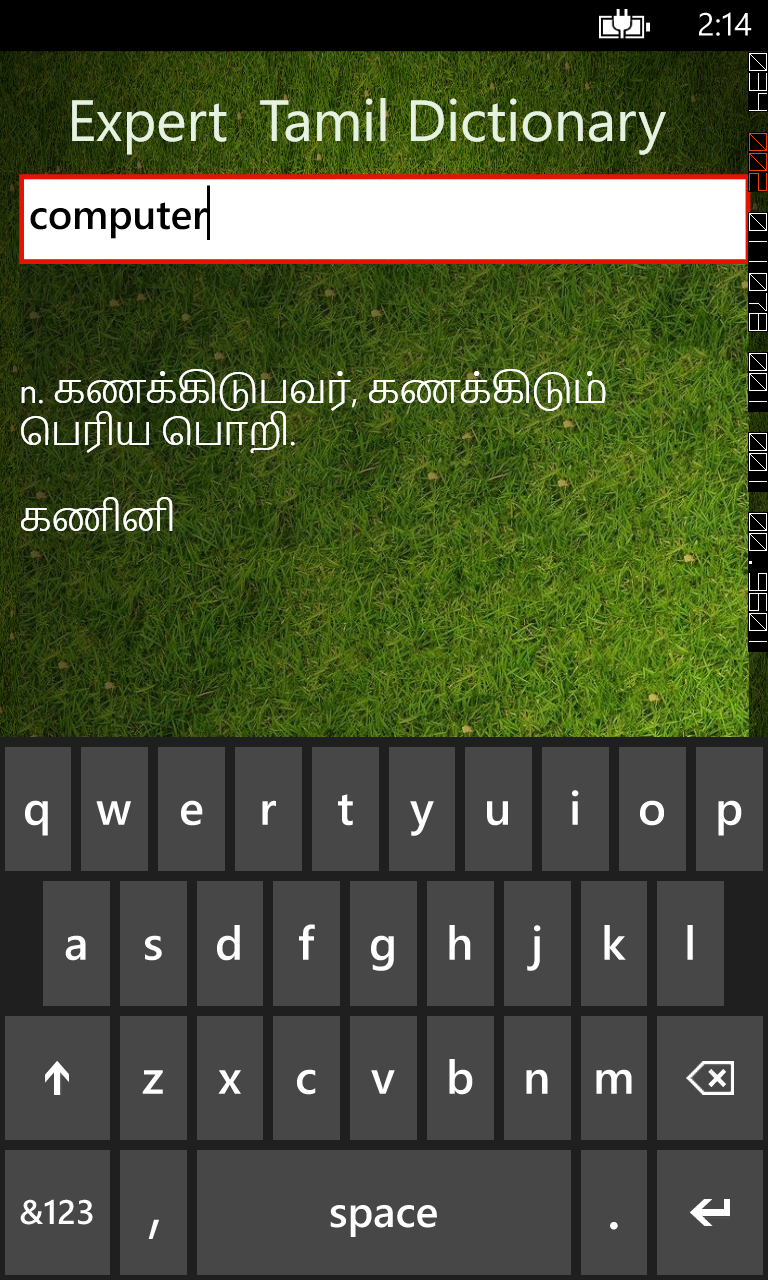 2:14
Expert Tamil Dictionary
computer
n. கணக்கிடுபவர், கணக்கிடும்
பெரிய பொறி.
கணினி
q w e r t y u i o p
a s d f g h j k l
z x c v b n m
&123 , space .